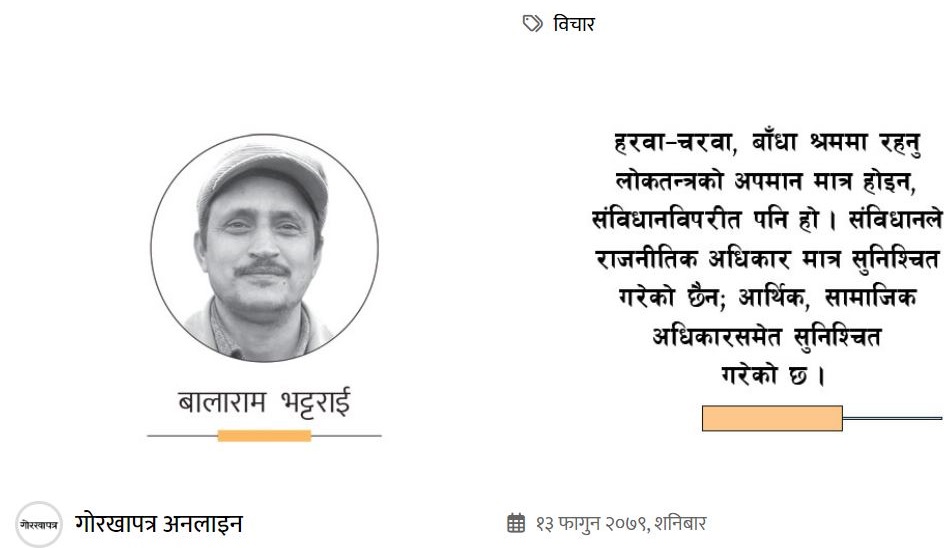 विचार
हरवा-चरवा, बाँधा श्रममा रहनु
लोकतन्त्रको अपमान मात्र होइन,
संविधानविपरीत पनि हो । संविधानले
राजनीतिक अधिकार मात्र सुनिश्चित
गरेको छैन; आर्थिक, सामाजिक
अधिकारसमेत सुनिश्चित
गरेको छ ।
बालाराम भट्टराई
गोरखापत्र
गोरखापत्र अनलाइन
१३ फागुन २०७९, शनिबार